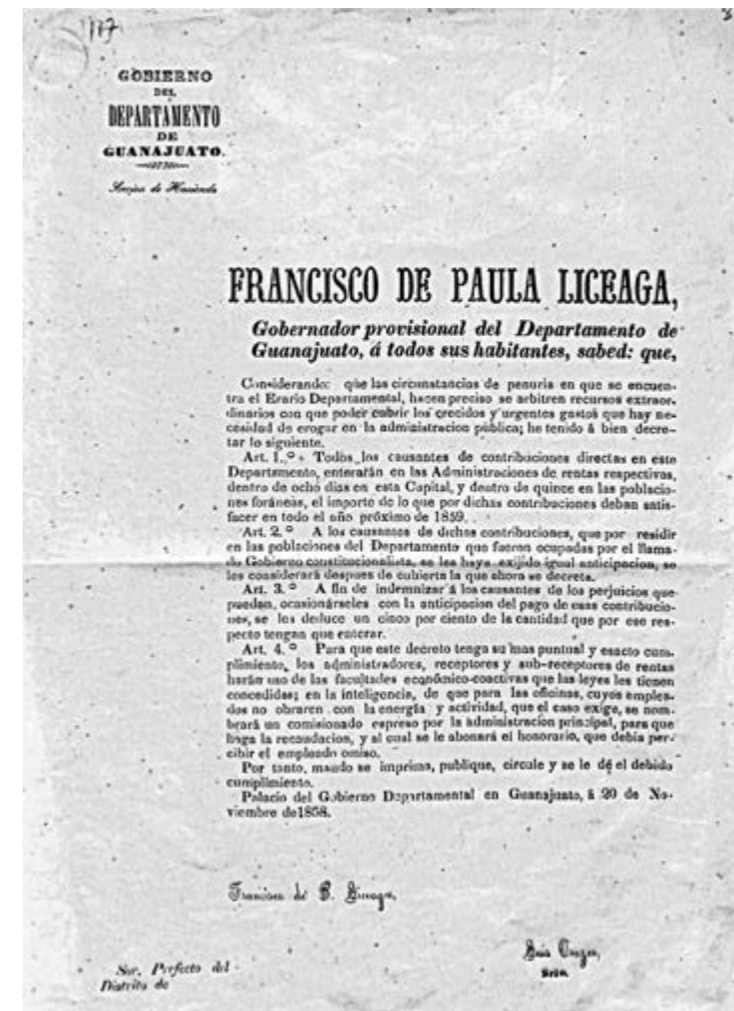 177
GOBIERNO
DEL
DEPARTAMENTO
DE
GUANAJUATO.
de Hacienda
FRANCISCO DE PAULA LICEAGA,
Gobernador provisional del Departamento de
Guanajuato, á todos sus habitantes, sabed: que,
Considerando: que las circunstancias de penuria en que se encuen-
tra el Erario Departamental, hacen preciso se arbitren recursos extraor-
dinarios con que poder cubrir los crecidos y urgentes gastos que hay ne-
cesidad de erogar en la administracion pública; he tenido á bien decre-
tar lo siguiente.
Art. 1.º Todos los causantes de contribuciones directas en este
Departamento, enterarán en las Administraciones de rentas respectivas,
dentro de ocho dias en esta Capital, y dentro de quince en las poblacio-
nes foráneas, el importe de lo que por dichas contribuciones deban satis-
facer en todo el año próximo de 1859.
Art. 2.º A los causantes de dichas contribuciones, que por residir
en las poblaciones del Departamento que fueron ocupadas por el llama-
do Gobierno constitucionalista, se les haya exijido igual anticipacion, se
les considerará despues de cubierta la que ahora se decreta.
Art. 3.º A fin de indemnizar á los causantes de los perjuicios que
puedan, ocasionárseles con la anticipacion del pago de esas contribucio-
nes, se les deduce un cinco por ciento de la cantidad que por ese res-
pecto tengan que enterar.
Art. 4.º Para que este decreto tenga su mas puntual y exacto cum-
plimiento, los administradores, receptores y sub-receptores de rentas
harán uso de las facultades económico-coactivas que las leyes les tienen
concedidas; en la inteligencia, de que para las oficinas, cuyos emplea-
dos no obraren con la energía y actividad, que el caso exige, se nom-
brará un comisionado espreso por la administracion principal, para que
haga la recaudacion, y al cual se le abonará el honorario, que debia per-
cibir el empleado omiso.
Por tanto, mando se imprima, publique, circule y se le dé el debido
cumplimiento.
Palacio del Gobierno Departamental en Guanajuato, á 20 de No-
viembre de 1858.
Francisco de P. Liceaga,
Luis
Srio.
Sor. Prefecto del
Distrito de